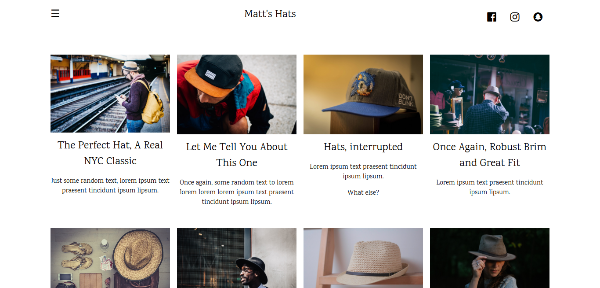 Matt's Hats
The Perfect Hat, A Real
NYC Classic
Just some random text, lorem ipsum text
praesent tincidunt ipsum lipsum.
Let Me Tell You About
This One
Once again, some random text to lorem
lorem lorem lorem ipsum text praesent
tincidunt ipsum lipsum.
DON'T
BLINK
Hats, interrupted
Lorem ipsum text praesent tincidunt
ipsum lipsum.
What else?
Once Again, Robust Brim
and Great Fit
Lorem ipsum text praesent tincidunt
ipsum lipsum.